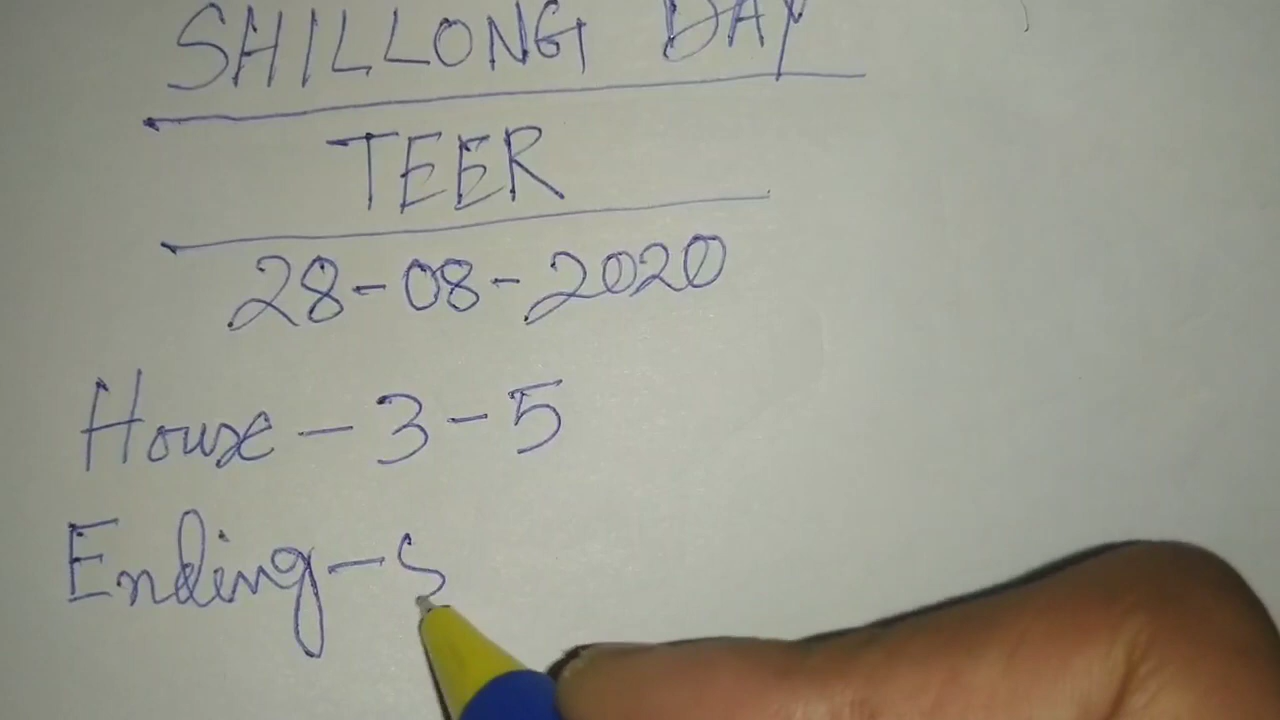 SHILLONG DAY
TEER
28-08-2020
House - 3 - 5
Ending -